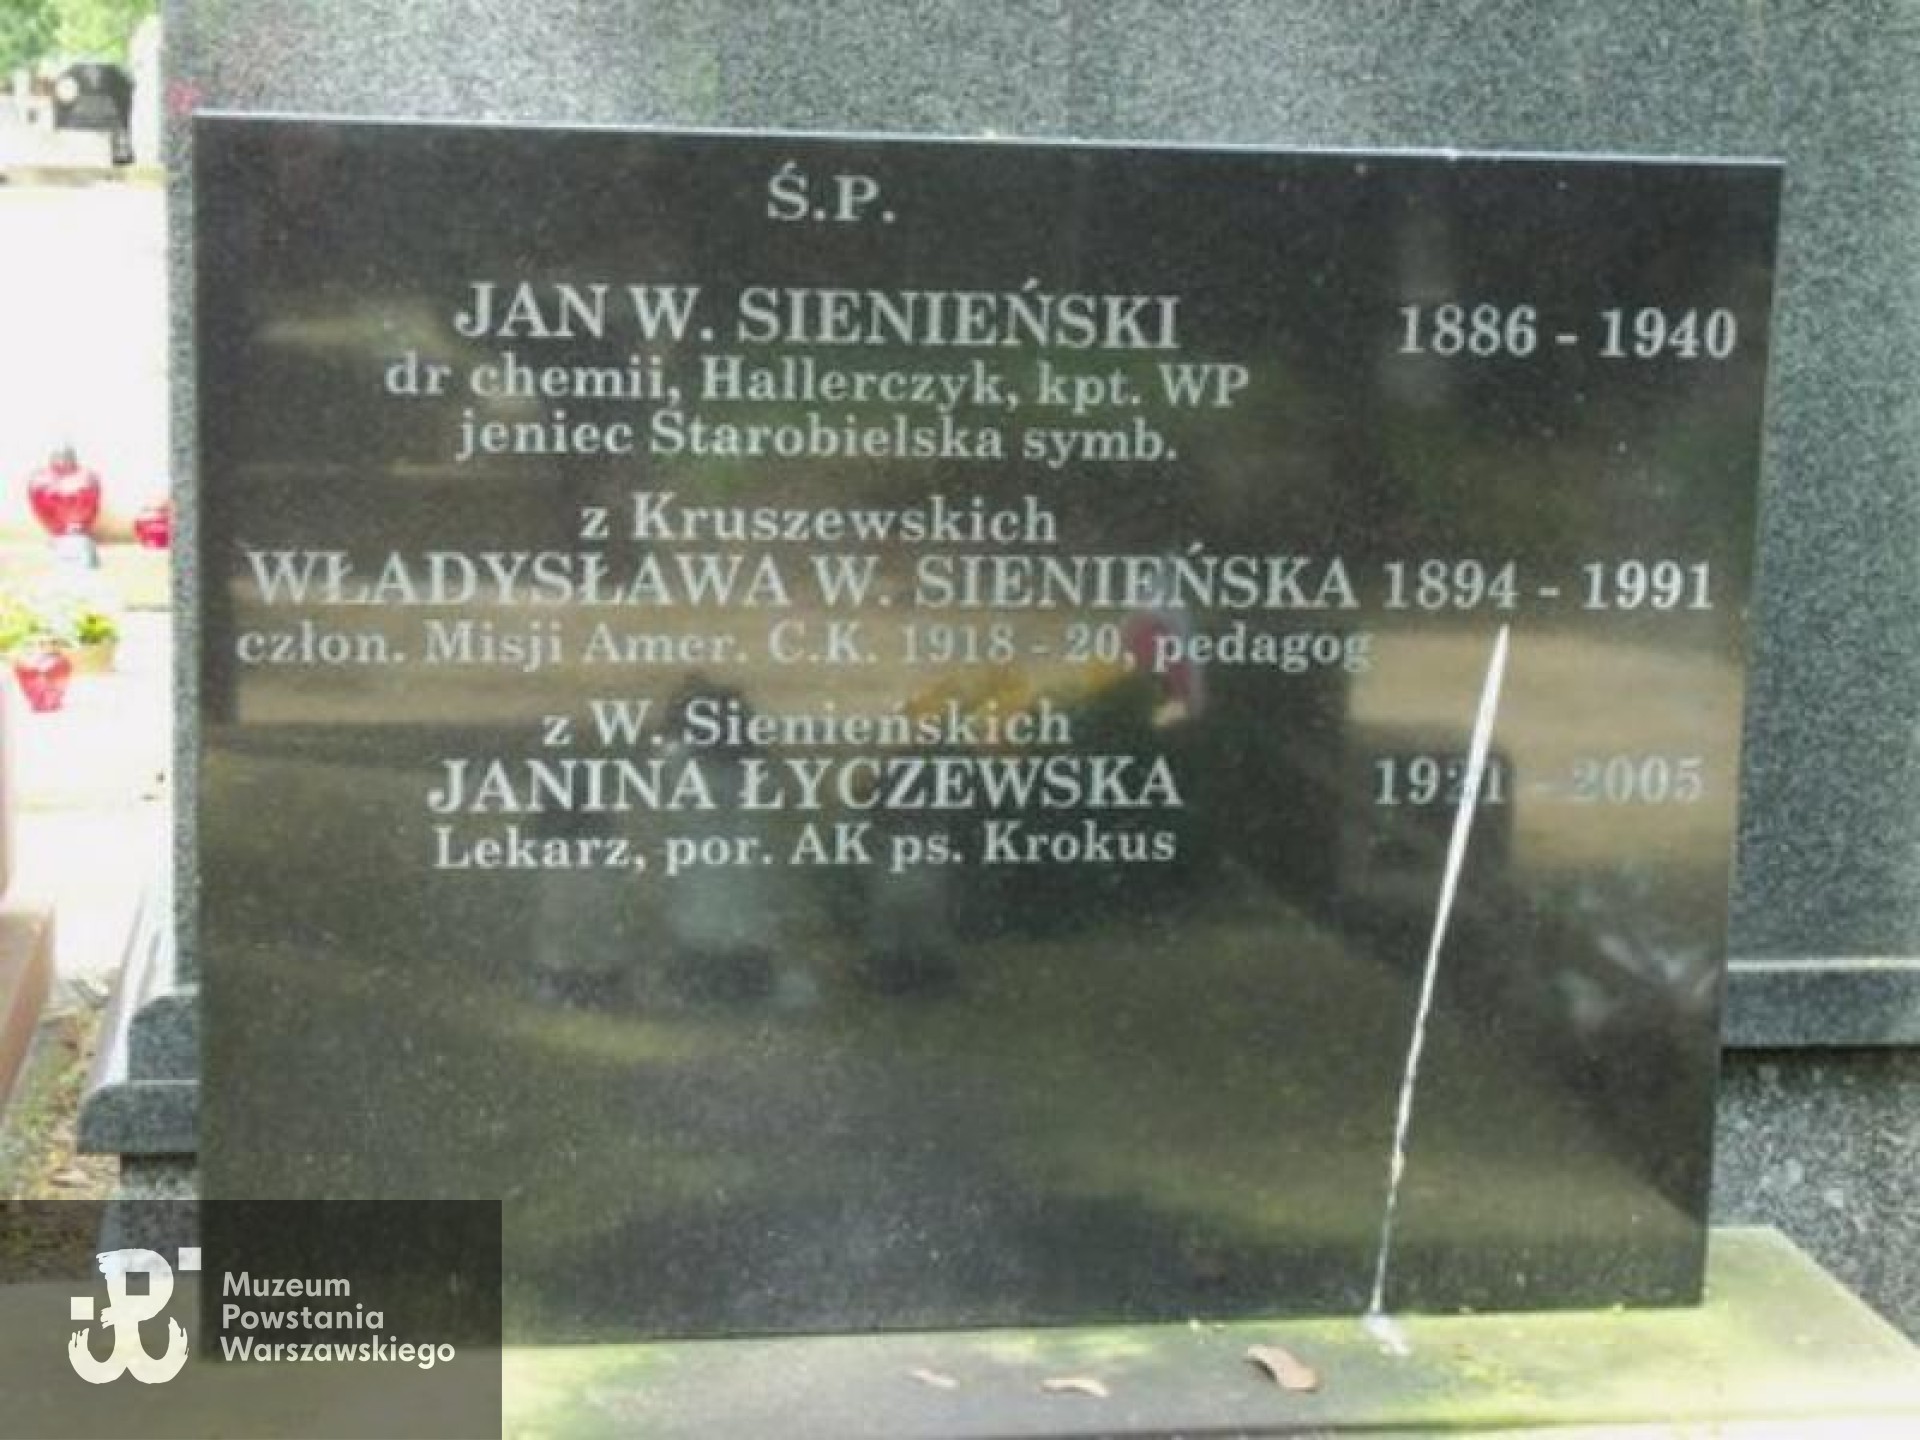 Ś.P.
JAN W. SIENIEŃSKI 1886 - 1940
dr chemii, Hallerczyk, kpt. WP
jeniec Starobielska symb.
z Kruszewskich
WŁADYSŁAWA W. SIENIEŃSKA 1894 - 1991
człon. Misji Amer. C.K. 1918 - 20, pedagog
z W. Sienieńskich
JANINA ŁYCZEWSKA 1921 - 2005
Lekarz, por. AK ps. Krokus
Muzeum
Powstania
Warszawskiego